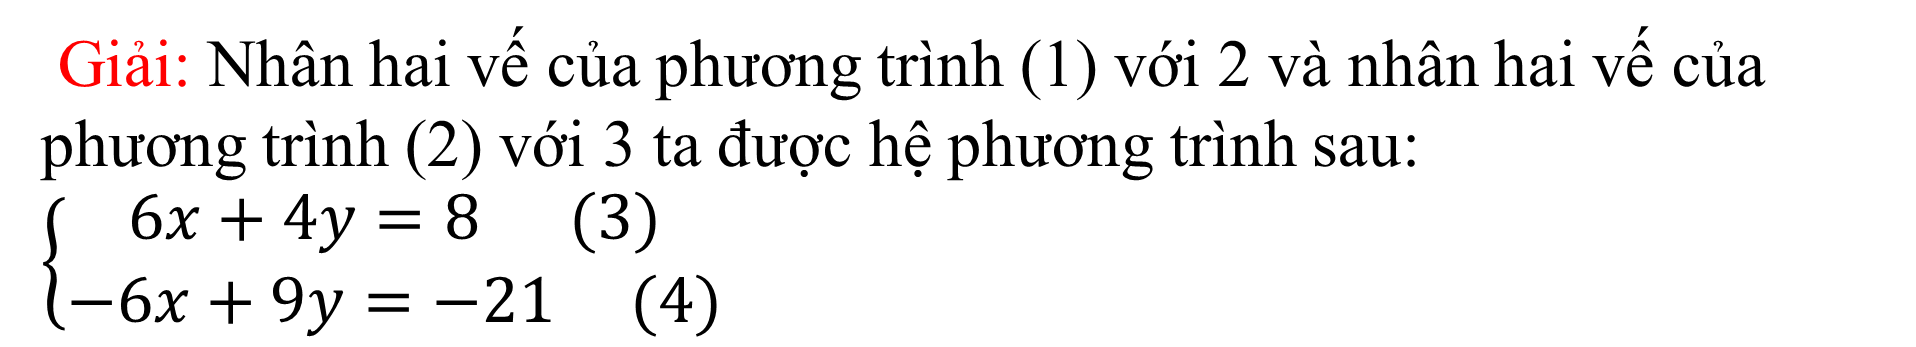 Giải: Nhân hai vế của phương trình (1) với 2 và nhân hai vế của
phương trình (2) với 3 ta được hệ phương trình sau:
6x + 4y = 8 (3)
−6x + 9y = −21 (4)